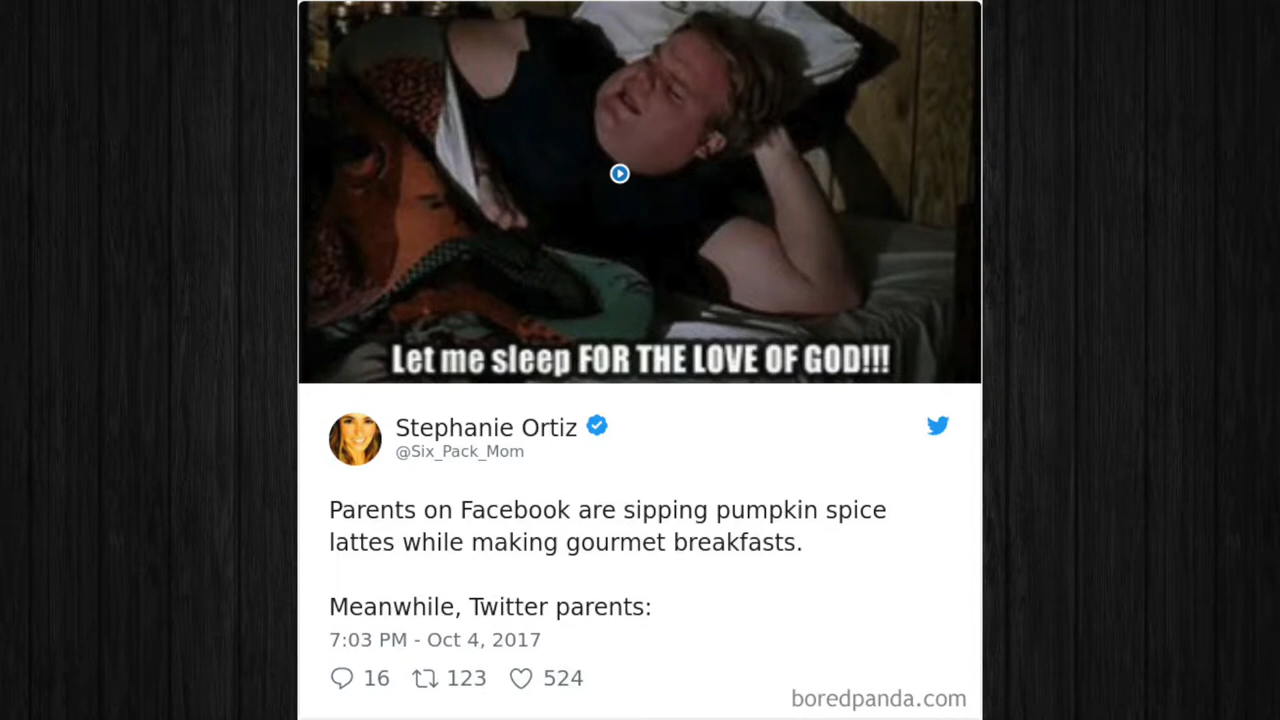 Let me sleep FOR THE LOVE OF GOD!!!
Stephanie Ortiz
@Six_Pack_Mom
Parents on Facebook are sipping pumpkin spice
lattes while making gourmet breakfasts.
Meanwhile, Twitter parents:
7:03 PM - Oct 4, 2017
16 123 524
boredpanda.com